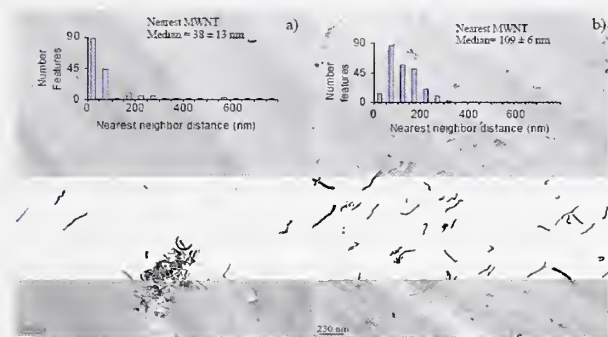 Nearest MWNT
Median = 38 ± 13 nm
a)
90
45
0
Number
Features
0
200
400
600
Nearest neighbor distance (nm)
Nearest MWNT
Median= 109 ± 6 nm
b)
90
45
0
Number
features
0
200
400
600
Nearest neighbor distance (nm)
230 nm